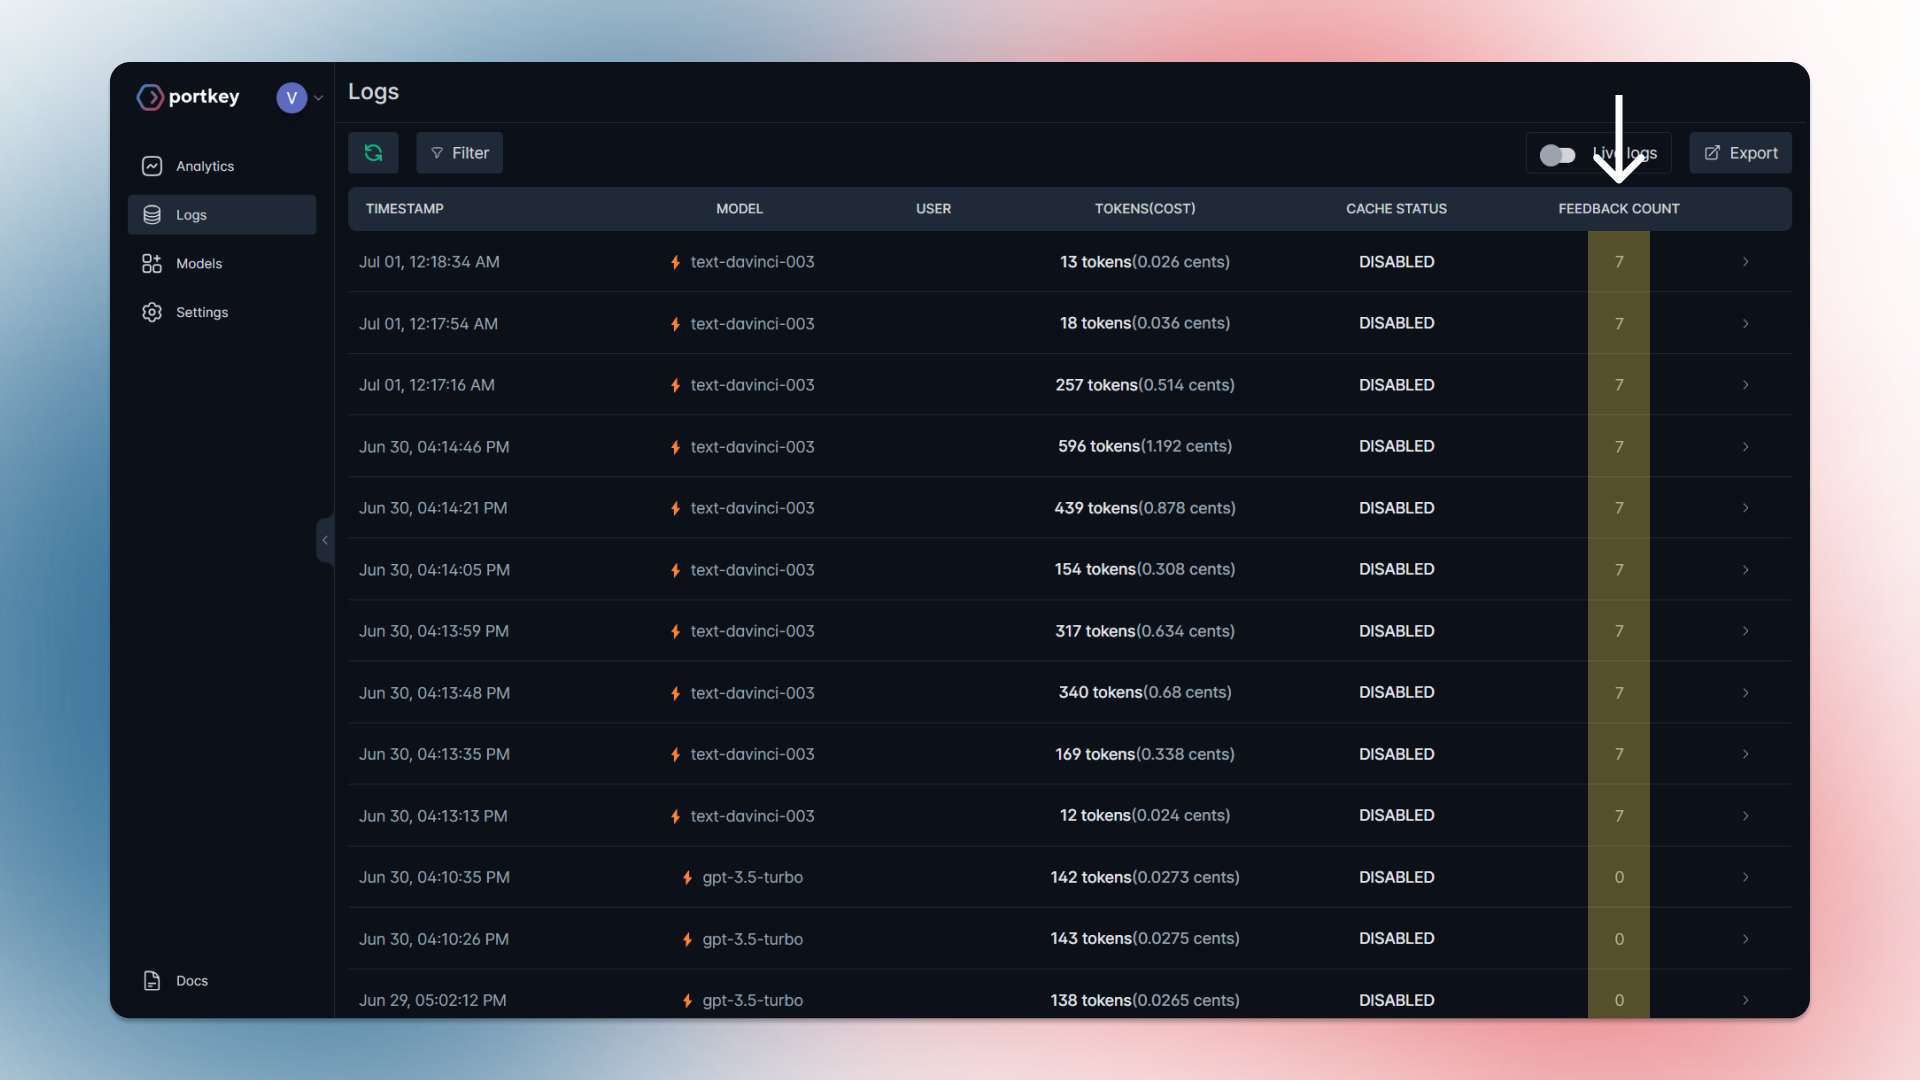 portkey
V
Logs
Analytics
Logs
Models
Settings
Docs
Filter
Live logs
Export
TIMESTAMP MODEL USER TOKENS(COST) CACHE STATUS FEEDBACK COUNT
Jul 01, 12:18:34 AM text-davinci-003 13 tokens(0.026 cents) DISABLED 7
Jul 01, 12:17:54 AM text-davinci-003 18 tokens(0.036 cents) DISABLED 7
Jul 01, 12:17:16 AM text-davinci-003 257 tokens(0.514 cents) DISABLED 7
Jun 30, 04:14:46 PM text-davinci-003 596 tokens(1.192 cents) DISABLED 7
Jun 30, 04:14:21 PM text-davinci-003 439 tokens(0.878 cents) DISABLED 7
Jun 30, 04:14:05 PM text-davinci-003 154 tokens(0.308 cents) DISABLED 7
Jun 30, 04:13:59 PM text-davinci-003 317 tokens(0.634 cents) DISABLED 7
Jun 30, 04:13:48 PM text-davinci-003 340 tokens(0.68 cents) DISABLED 7
Jun 30, 04:13:35 PM text-davinci-003 169 tokens(0.338 cents) DISABLED 7
Jun 30, 04:13:13 PM text-davinci-003 12 tokens(0.024 cents) DISABLED 7
Jun 30, 04:10:35 PM gpt-3.5-turbo 142 tokens(0.0273 cents) DISABLED 0
Jun 30, 04:10:26 PM gpt-3.5-turbo 143 tokens(0.0275 cents) DISABLED 0
Jun 29, 05:02:12 PM gpt-3.5-turbo 138 tokens(0.0265 cents) DISABLED 0